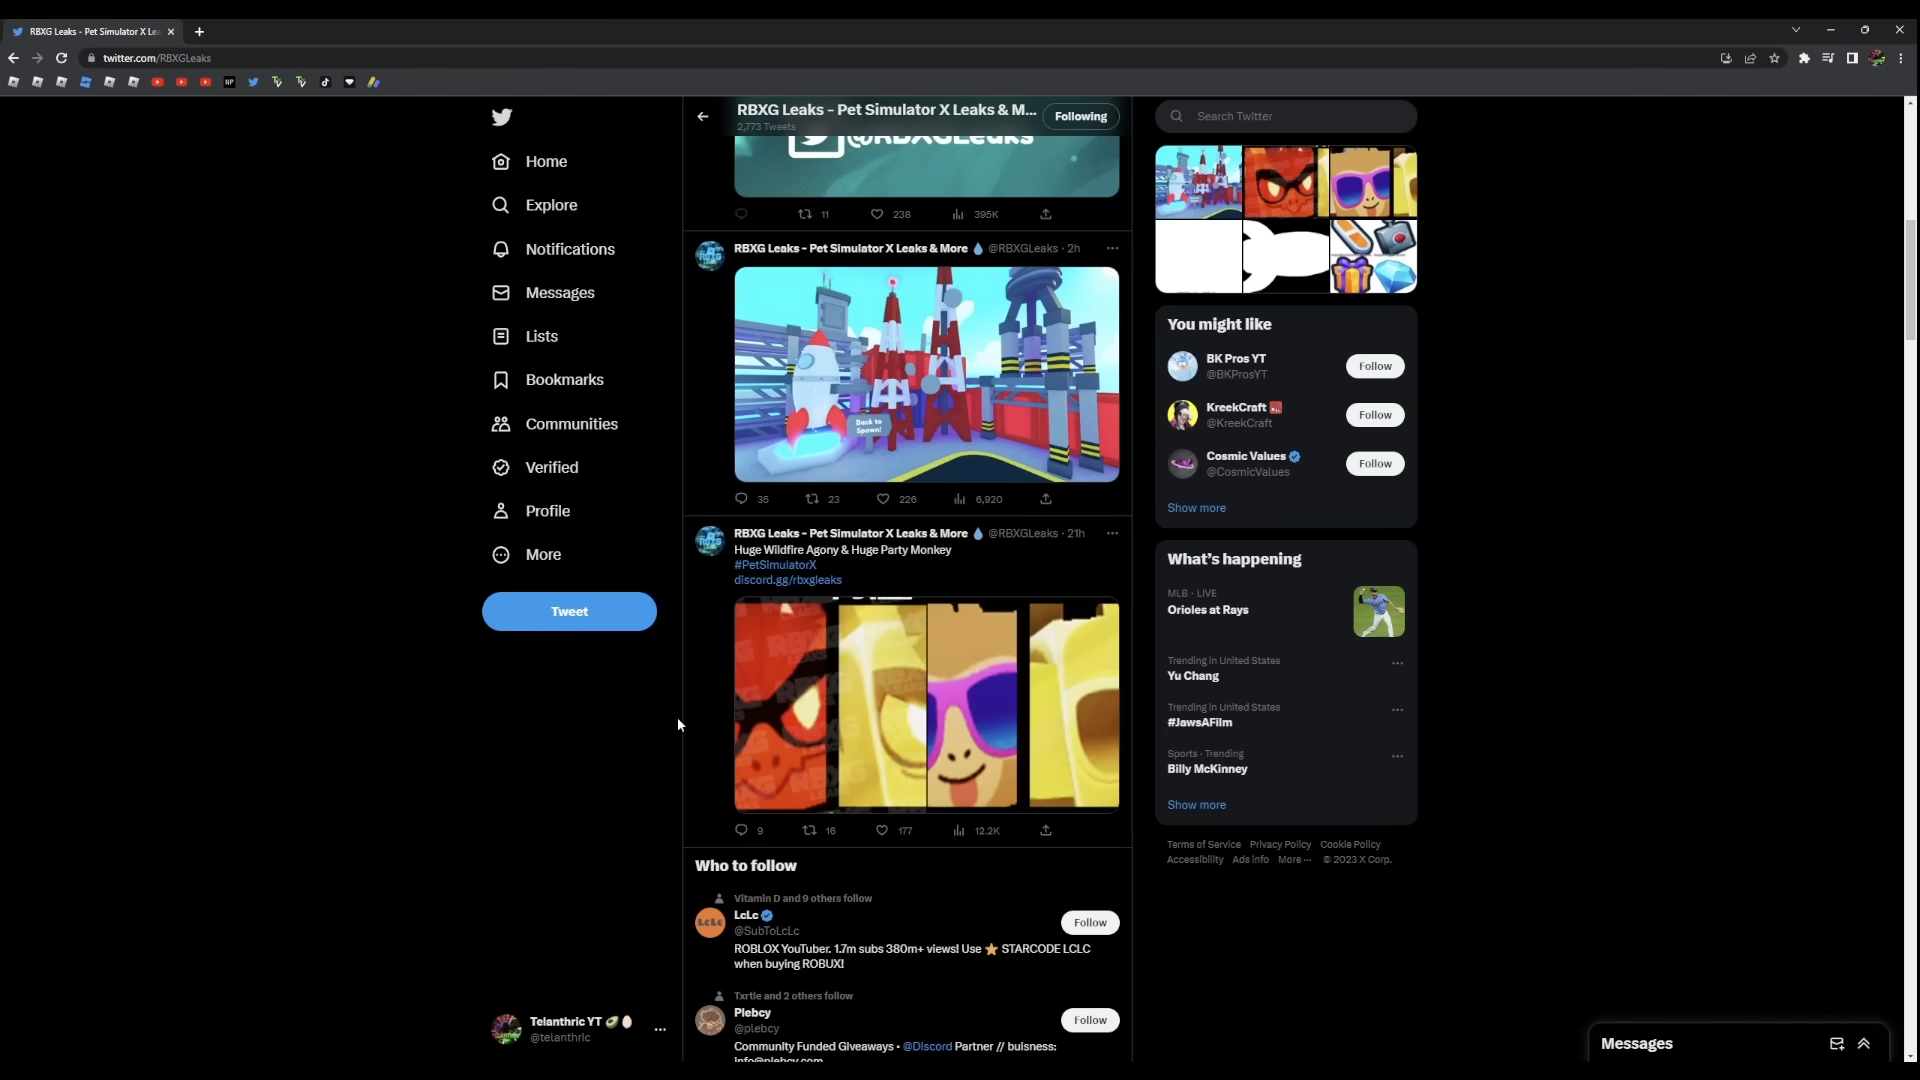 RBXG Leaks - Pet Simulator X Le
twitter.com/RBXGLeaks
NP
Home
Explore
Notifications
Messages
Lists
Bookmarks
Communities
Verified
Profile
More
Tweet
Telanthric YT 🥑🥚
@telanthric
RBXG Leaks - Pet Simulator X Leaks & M...
2,773 Tweets
Following
@RBXGLeaks
11
238
395K
RBXG Leaks - Pet Simulator X Leaks & More 💧 @RBXGLeaks · 2h
Back to
Spawn!
35
23
226
6,920
RBXG Leaks - Pet Simulator X Leaks & More 💧 @RBXGLeaks · 21h
Huge Wildfire Agony & Huge Party Monkey
#PetSimulatorX
discord.gg/rbxgleaks
9
16
177
12.2K
Who to follow
Vitamin D and 9 others follow
LcLc
@SubToLcLc
Follow
ROBLOX YouTuber. 1.7m subs 380m+ views! Use ⭐ STARCODE LCLC
when buying ROBUX!
Txrtle and 2 others follow
Plebcy
@plebcy
Follow
Community Funded Giveaways • @Discord Partner // buisness:
info@plebcy.com
Search Twitter
You might like
BK Pros YT
@BKProsYT
Follow
KreekCraft
@KreekCraft
Follow
Cosmic Values
@CosmicValues
Follow
Show more
What's happening
MLB · LIVE
Orioles at Rays
Trending in United States
Yu Chang
Trending in United States
#JawsAFilm
Sports · Trending
Billy McKinney
Show more
Terms of Service Privacy Policy Cookie Policy
Accessibility Ads info More ··· © 2023 X Corp.
Messages